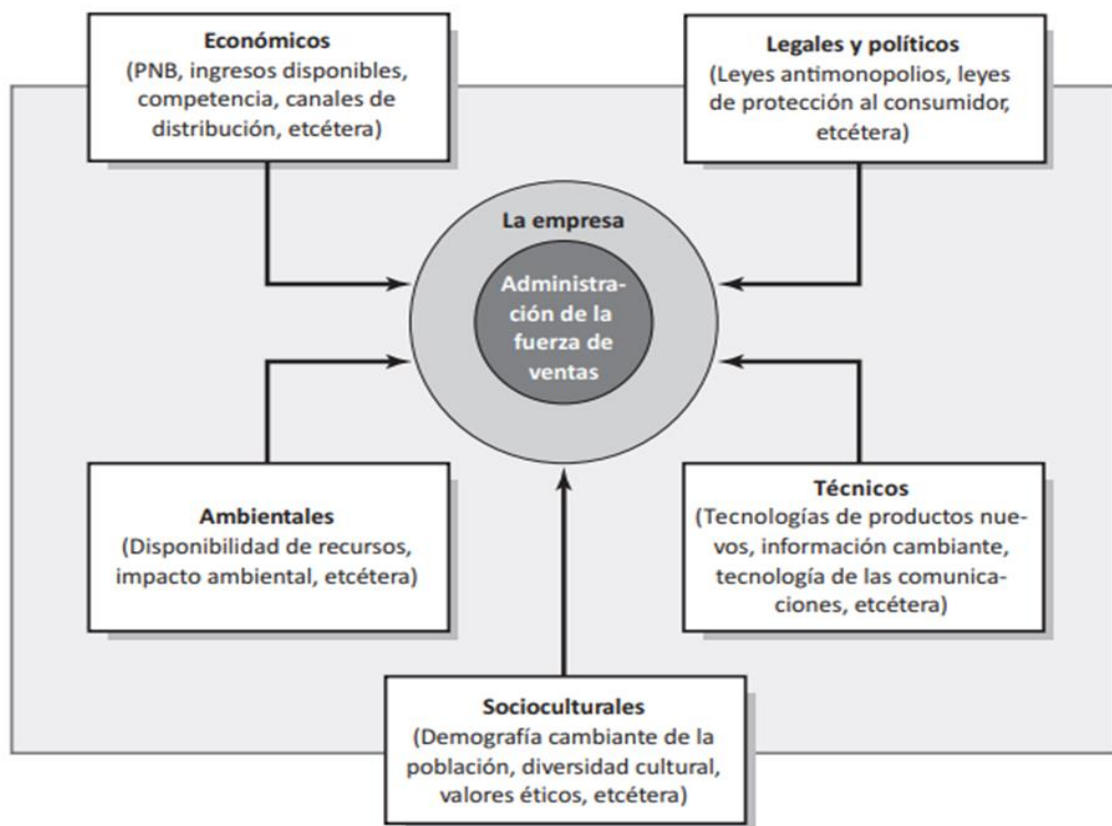 Económicos
(PNB, ingresos disponibles,
competencia, canales de
distribución, etcétera)
Legales y políticos
(Leyes antimonopolios, leyes
de protección al consumidor,
etcétera)
La empresa
Administra-
ción de la
fuerza de
ventas
Ambientales
(Disponibilidad de recursos,
impacto ambiental, etcétera)
Técnicos
(Tecnologías de productos nue-
vos, información cambiante,
tecnología de las comunica-
ciones, etcétera)
Socioculturales
(Demografía cambiante de la
población, diversidad cultural,
valores éticos, etcétera)